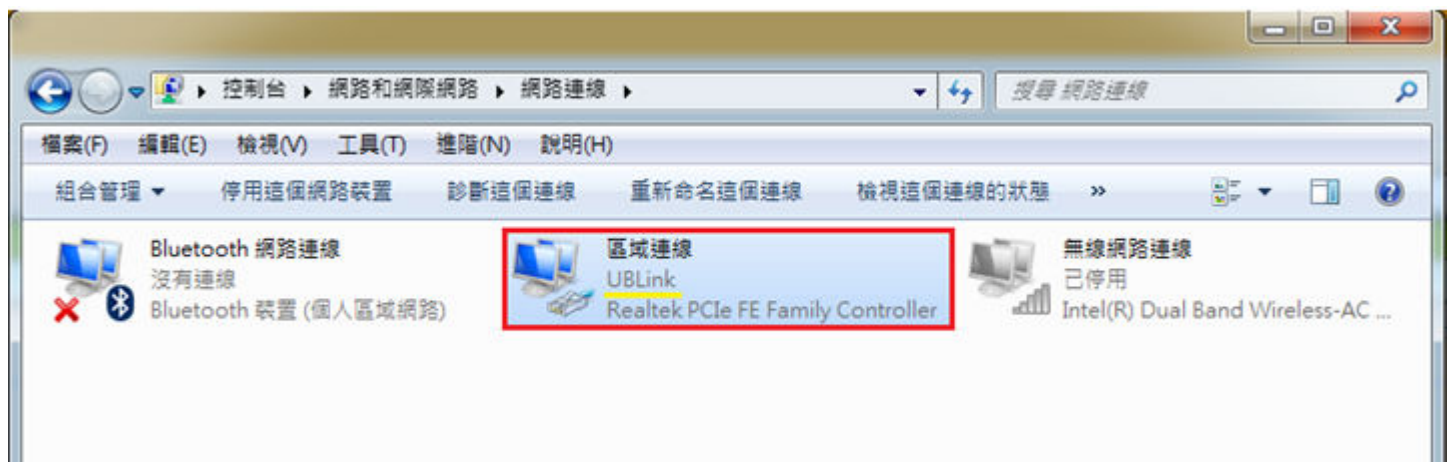 控制台 ▸ 網路和網際網路 ▸ 網路連線 ▸
搜尋 網路連線
檔案(F) 編輯(E) 檢視(V) 工具(T) 進階(N) 說明(H)
組合管理 停用這個網路裝置 診斷這個連線 重新命名這個連線 檢視這個連線的狀態 »
Bluetooth 網路連線
沒有連線
Bluetooth 裝置 (個人區域網路)
區域連線
UBLink
Realtek PCIe FE Family Controller
無線網路連線
已停用
Intel(R) Dual Band Wireless-AC ...